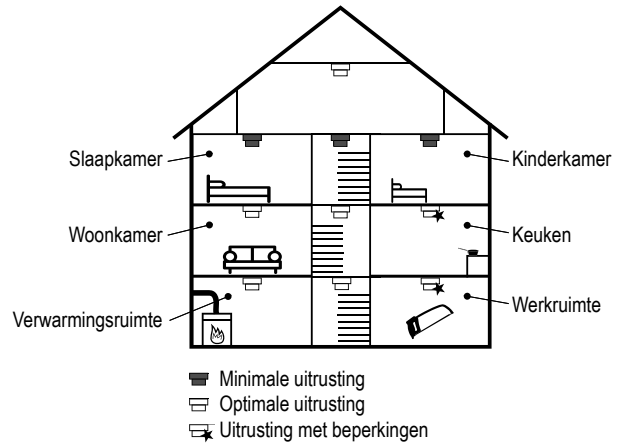 Slaapkamer
Kinderkamer
Woonkamer
Keuken
Verwarmingsruimte
Werkruimte
Minimale uitrusting
Optimale uitrusting
Uitrusting met beperkingen